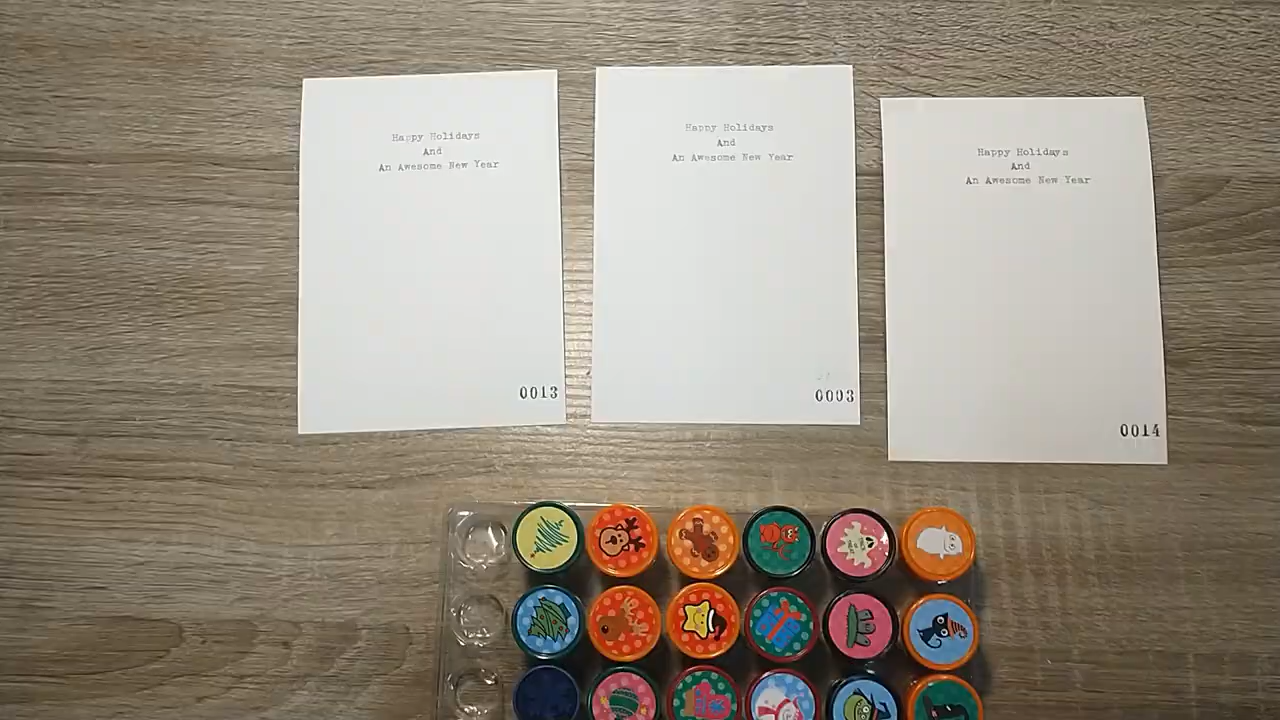 Happy Holidays
And
An Awesome New Year
0013
Happy Holidays
And
An Awesome New Year
0003
Happy Holidays
And
An Awesome New Year
0014